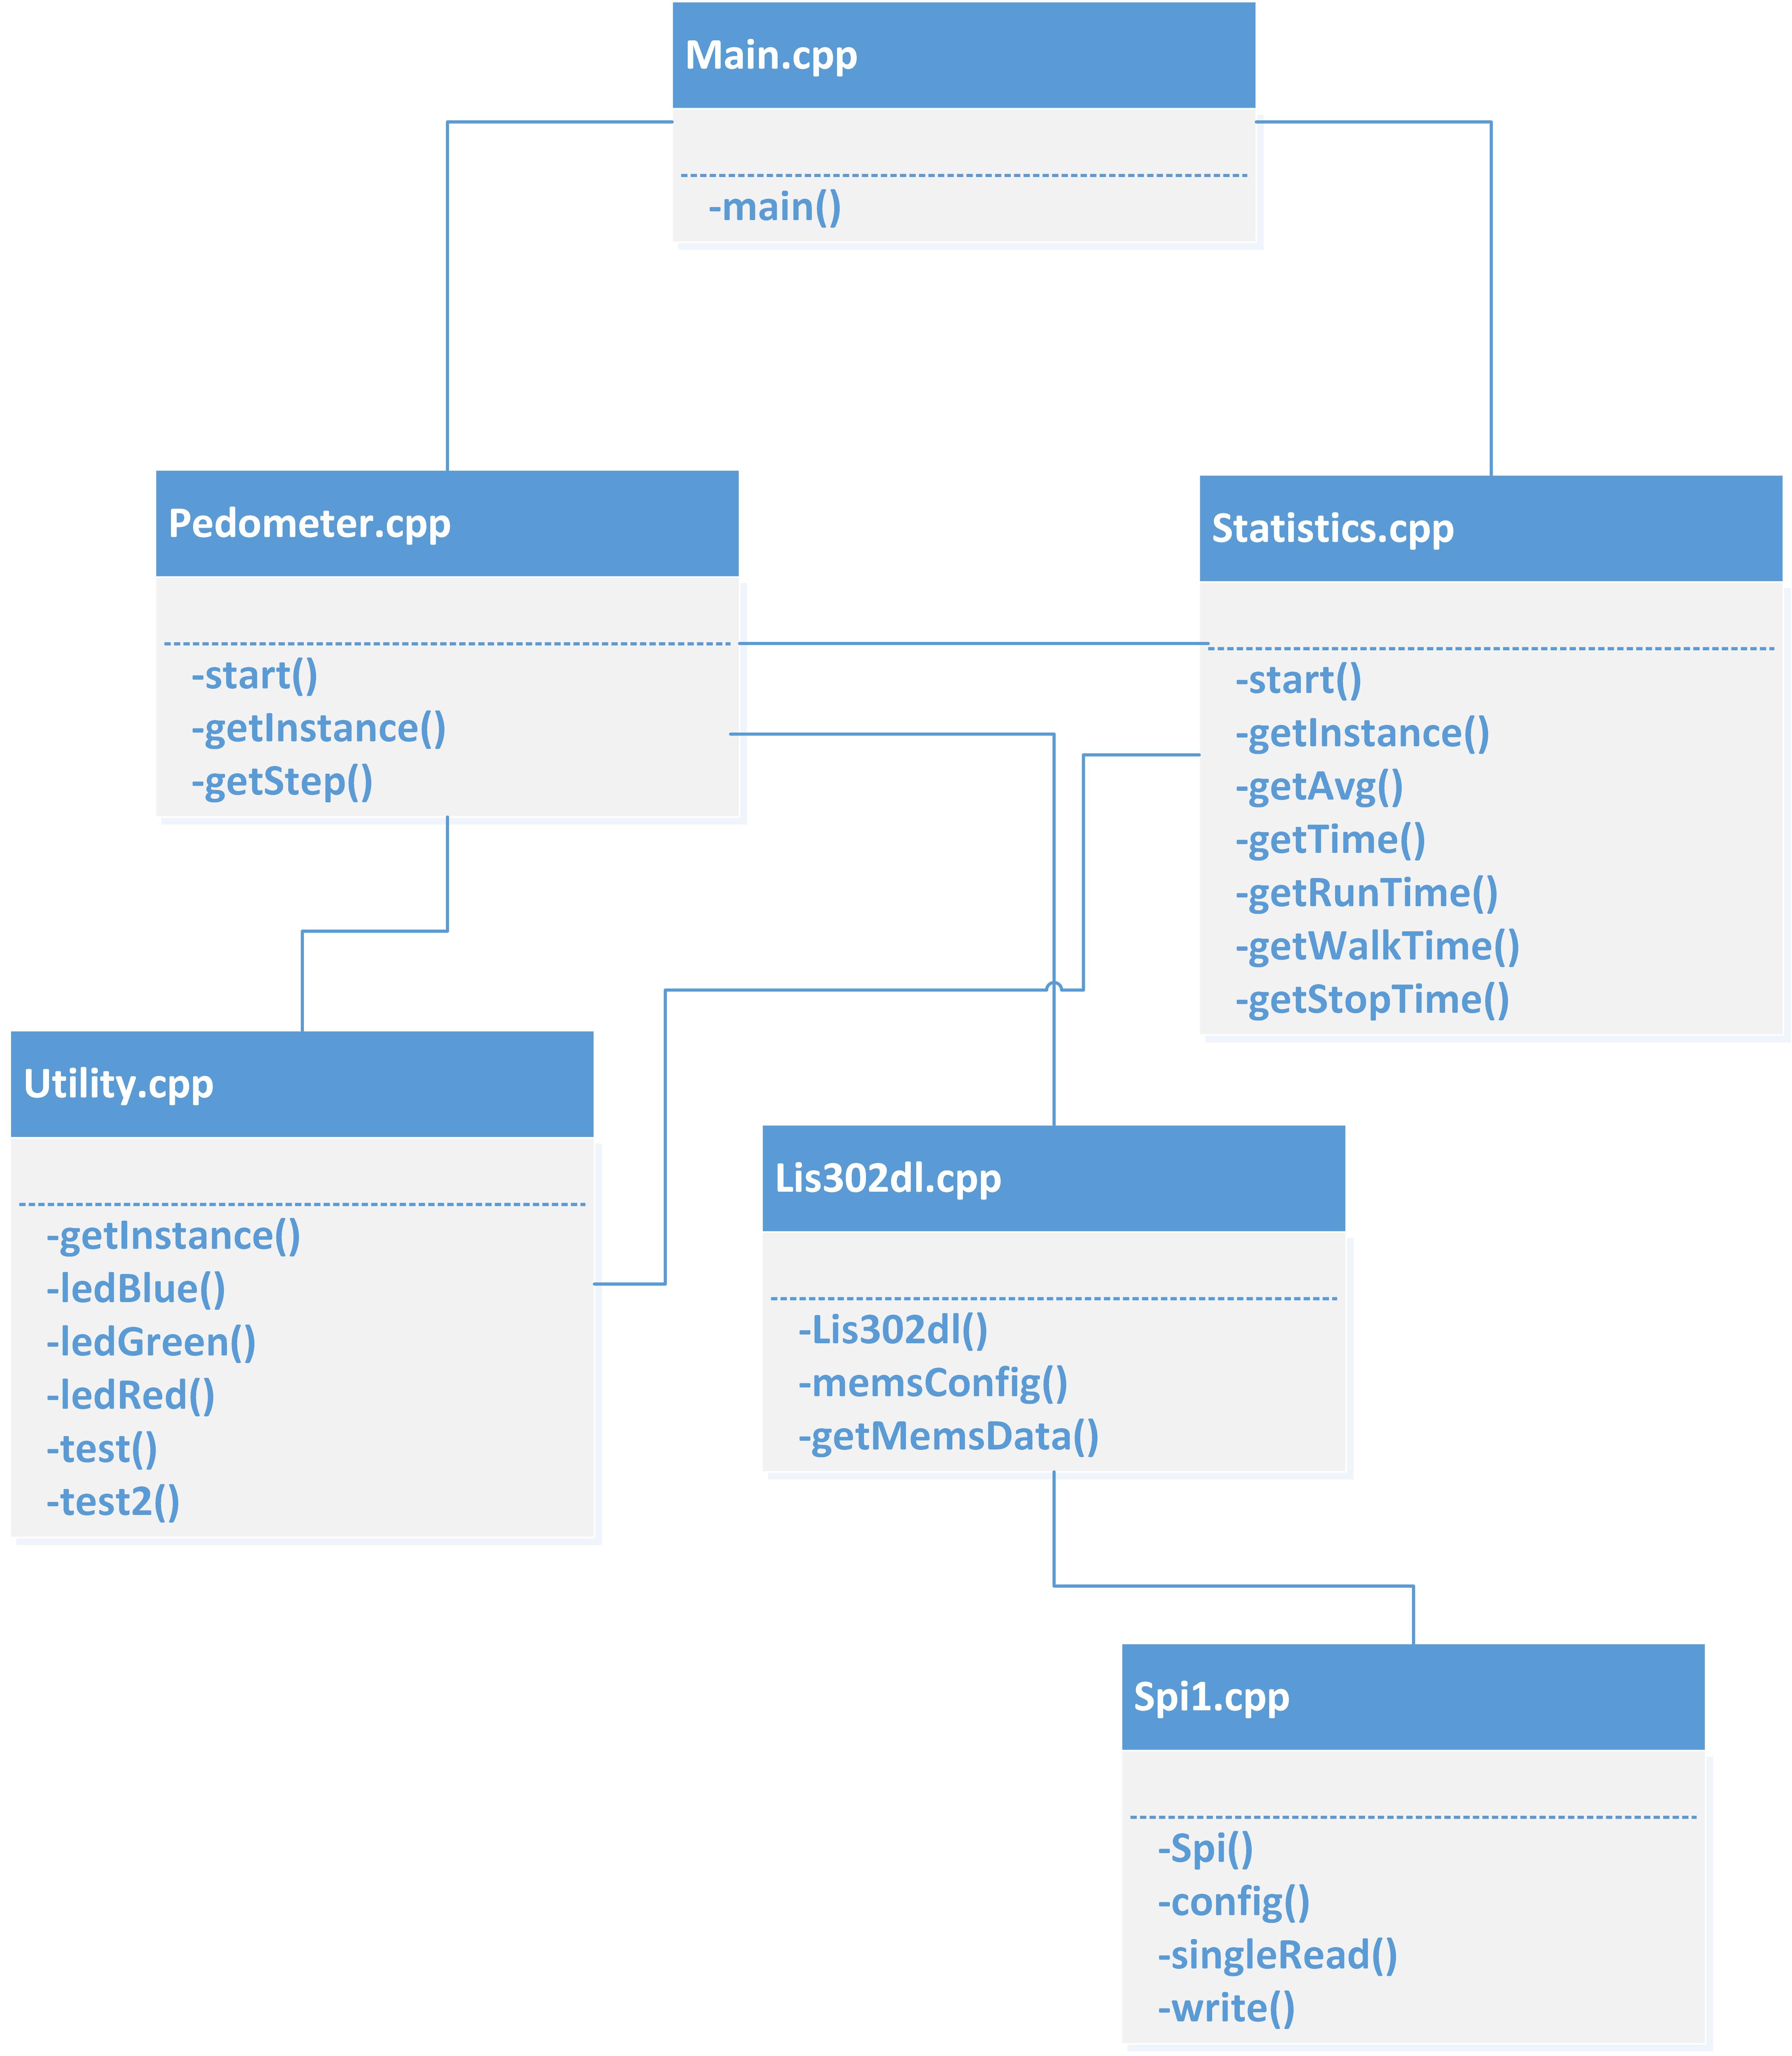 Main.cpp
-main()
Pedometer.cpp
-start()
-getInstance()
-getStep()
Statistics.cpp
-start()
-getInstance()
-getAvg()
-getTime()
-getRunTime()
-getWalkTime()
-getStopTime()
Utility.cpp
-getInstance()
-ledBlue()
-ledGreen()
-ledRed()
-test()
-test2()
Lis302dl.cpp
-Lis302dl()
-memsConfig()
-getMemsData()
Spi1.cpp
-Spi()
-config()
-singleRead()
-write()